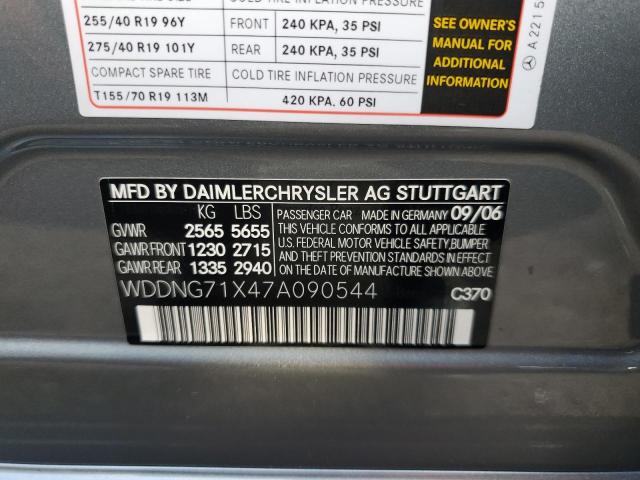 255/40 R19 96Y FRONT 240 KPA, 35 PSI
275/40 R19 101Y REAR 240 KPA, 35 PSI
COMPACT SPARE TIRE COLD TIRE INFLATION PRESSURE
T155/70 R19 113M 420 KPA. 60 PSI
SEE OWNER'S
MANUAL FOR
ADDITIONAL
INFORMATION
A 221 5
MFD BY DAIMLERCHRYSLER AG STUTTGART
KG LBS
GVWR 2565 5655
GAWR.FRONT 1230 2715
GAWR.REAR 1335 2940
PASSENGER CAR MADE IN GERMANY 09/06
THIS VEHICLE CONFORMS TO ALL APPLICABLE
U.S. FEDERAL MOTOR VEHICLE SAFETY,BUMPER
AND THEFT PREVENTION STANDARDS
IN EFFECT ON THE DATE OF
MANUFACTURE SHOWN ABOVE.
WDDNG71X47A090544 C370